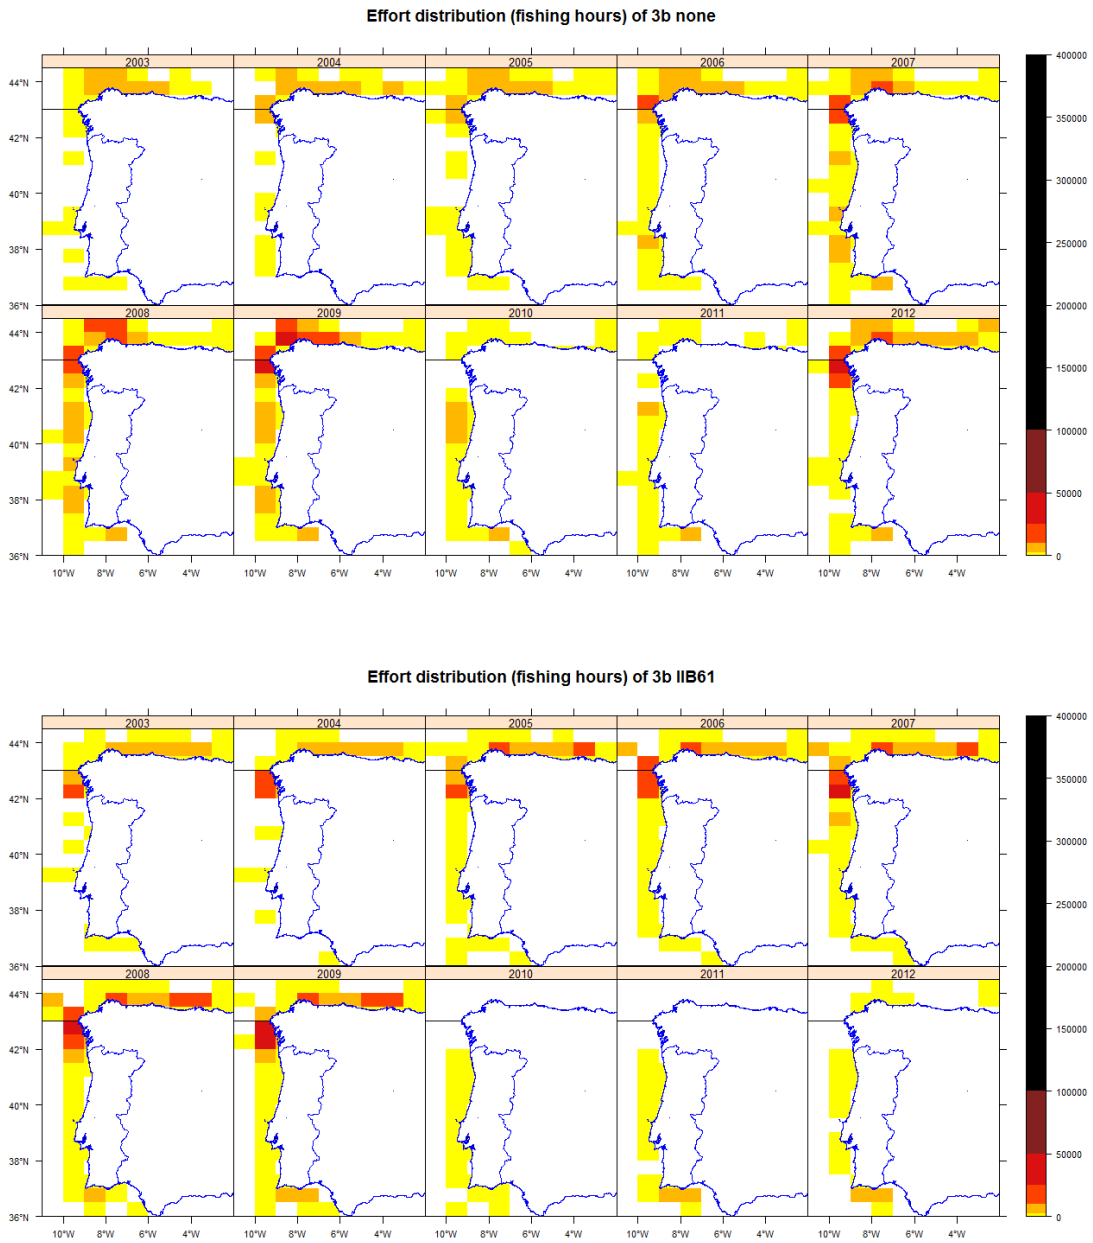 Effort distribution (fishing hours) of 3b none
2003 2004 2005 2006 2007
44°N
42°N
40°N
38°N
36°N
2008 2009 2010 2011 2012
44°N
42°N
40°N
38°N
36°N
10°W 8°W 6°W 4°W 10°W 8°W 6°W 4°W 10°W 8°W 6°W 4°W 10°W 8°W 6°W 4°W 10°W 8°W 6°W 4°W
400000
350000
300000
250000
200000
150000
100000
50000
0
Effort distribution (fishing hours) of 3b IIB61
2003 2004 2005 2006 2007
44°N
42°N
40°N
38°N
36°N
2008 2009 2010 2011 2012
44°N
42°N
40°N
38°N
36°N
10°W 8°W 6°W 4°W 10°W 8°W 6°W 4°W 10°W 8°W 6°W 4°W 10°W 8°W 6°W 4°W 10°W 8°W 6°W 4°W
400000
350000
300000
250000
200000
150000
100000
50000
0